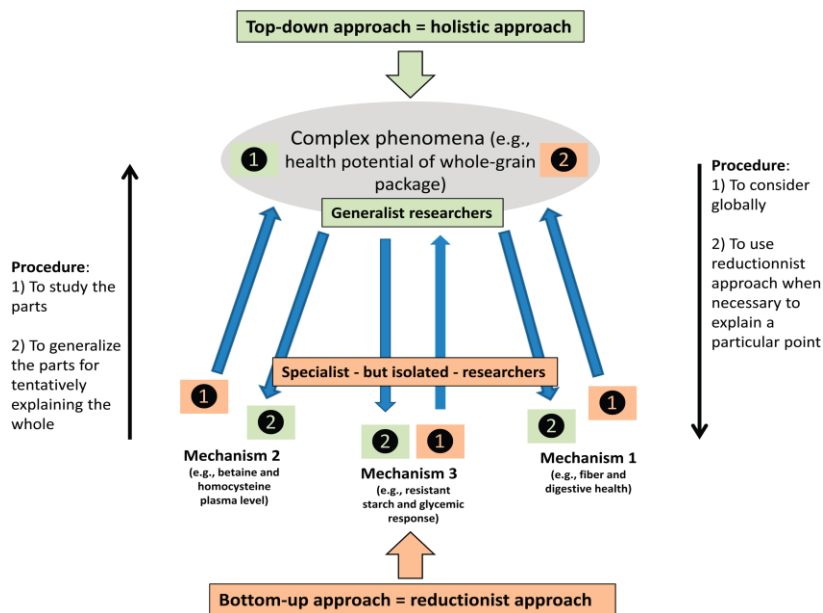 Top-down approach = holistic approach
Complex phenomena (e.g.,
health potential of whole-grain
package)
1
2
Generalist researchers
Procedure:
1) To study the
parts
2) To generalize
the parts for
tentatively
explaining the
whole
Procedure:
1) To consider
globally
2) To use
reductionnist
approach when
necessary to
explain a
particular point
Specialist - but isolated - researchers
1
2
Mechanism 2
(e.g., betaine and
homocysteine
plasma level)
2
1
Mechanism 3
(e.g., resistant
starch and glycemic
response)
2
1
Mechanism 1
(e.g., fiber and
digestive health)
Bottom-up approach = reductionist approach